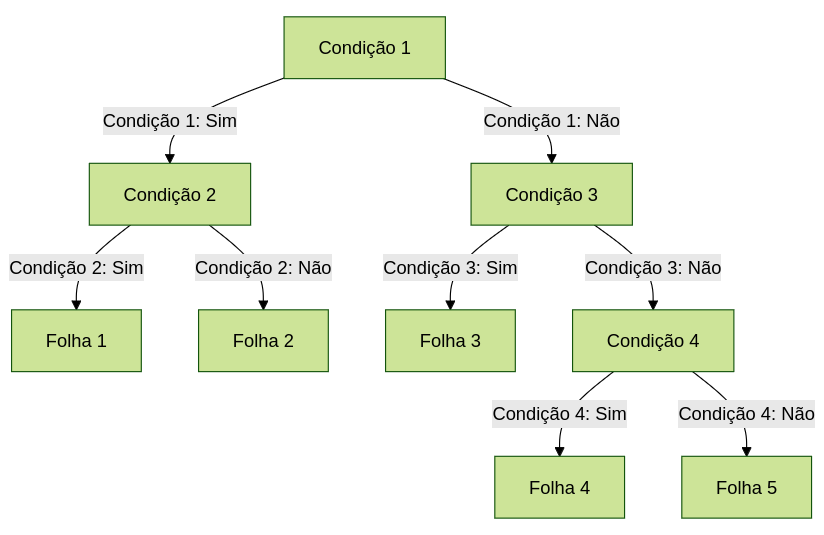 Condição 1
Condição 1: Sim
Condição 1: Não
Condição 2
Condição 3
Condição 2: Sim
Condição 2: Não
Condição 3: Sim
Condição 3: Não
Folha 1
Folha 2
Folha 3
Condição 4
Condição 4: Sim
Condição 4: Não
Folha 4
Folha 5